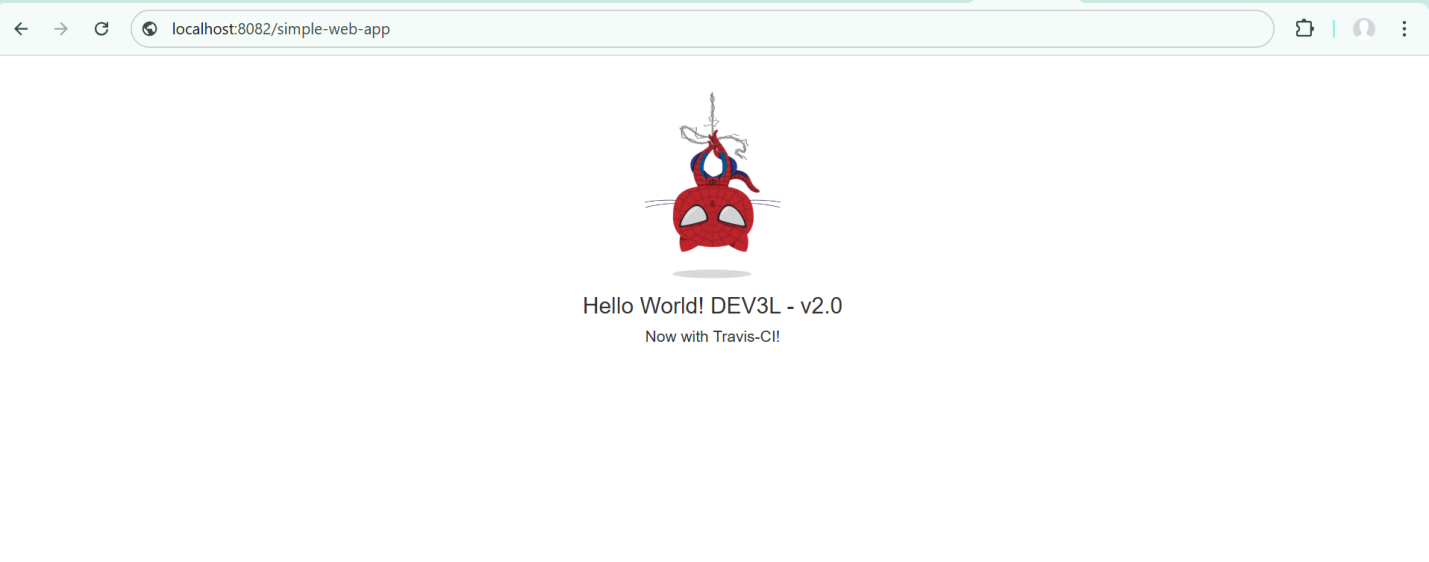 localhost:8082/simple-web-app
Hello World! DEV3L - v2.0
Now with Travis-CI!